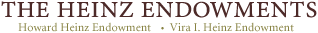 THE HEINZ ENDOWMENTS
Howard Heinz Endowment • Vira I. Heinz Endowment